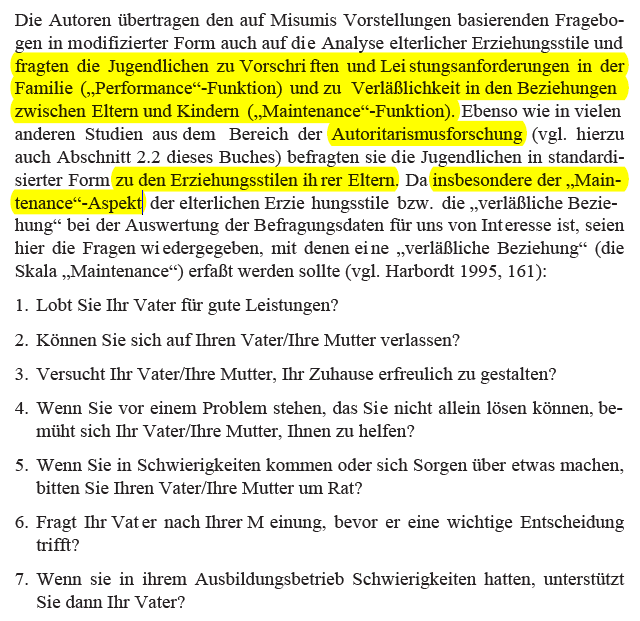 Die Autoren übertragen den auf Misumis Vorstellungen basierenden Fragebo-
gen in modifizierter Form auch auf die Analyse elterlicher Erziehungsstile und
fragten die Jugendlichen zu Vorschriften und Leistungsanforderungen in der
Familie („Performance“-Funktion) und zu Verläßlichkeit in den Beziehungen
zwischen Eltern und Kindern („Maintenance“-Funktion). Ebenso wie in vielen
anderen Studien aus dem Bereich der Autoritarismusforschung (vgl. hierzu
auch Abschnitt 2.2 dieses Buches) befragten sie die Jugendlichen in standardi-
sierter Form zu den Erziehungsstilen ihrer Eltern. Da insbesondere der „Main-
tenance“-Aspekt der elterlichen Erzie hungsstile bzw. die „verläßliche Bezie-
hung“ bei der Auswertung der Befragungsdaten für uns von Interesse ist, seien
hier die Fragen wiedergegeben, mit denen eine „verläßliche Beziehung“ (die
Skala „Maintenance“) erfaßt werden sollte (vgl. Harbordt 1995, 161):
1. Lobt Sie Ihr Vater für gute Leistungen?
2. Können Sie sich auf Ihren Vater/Ihre Mutter verlassen?
3. Versucht Ihr Vater/Ihre Mutter, Ihr Zuhause erfreulich zu gestalten?
4. Wenn Sie vor einem Problem stehen, das Sie nicht allein lösen können, be-
müht sich Ihr Vater/Ihre Mutter, Ihnen zu helfen?
5. Wenn Sie in Schwierigkeiten kommen oder sich Sorgen über etwas machen,
bitten Sie Ihren Vater/Ihre Mutter um Rat?
6. Fragt Ihr Vater nach Ihrer Meinung, bevor er eine wichtige Entscheidung
trifft?
7. Wenn sie in ihrem Ausbildungsbetrieb Schwierigkeiten hatten, unterstützt
Sie dann Ihr Vater?